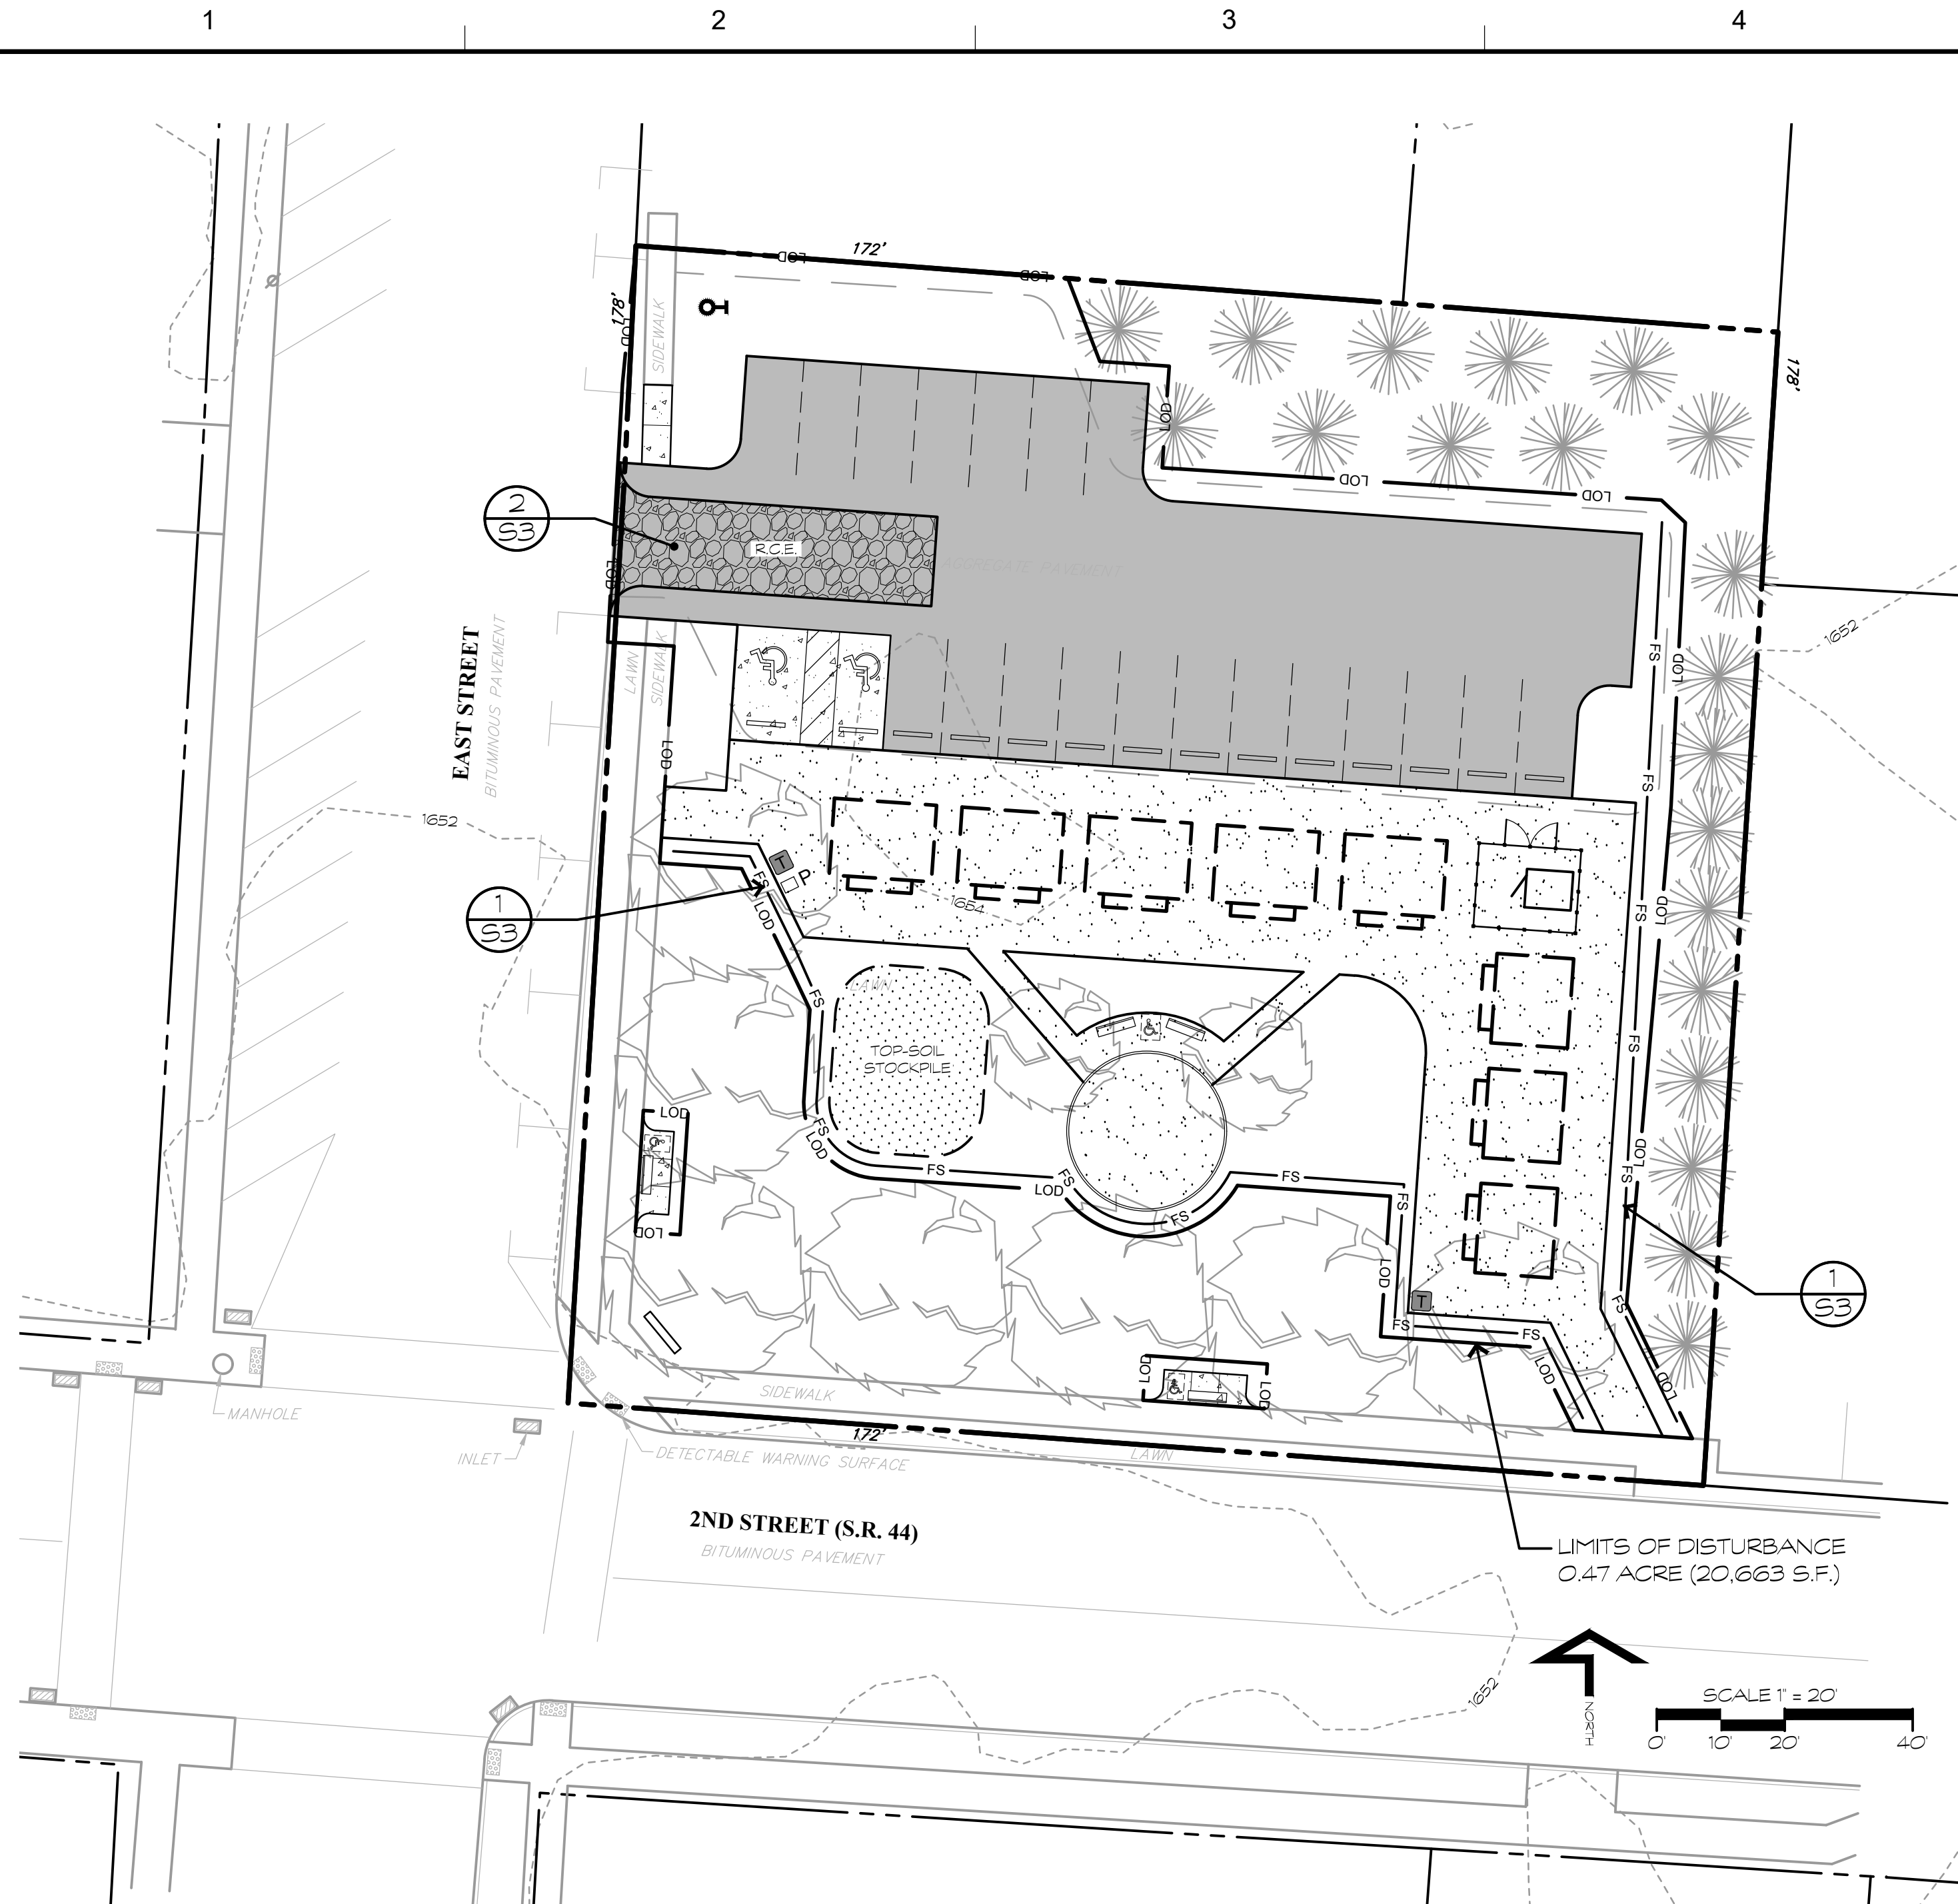 1
2
3
4
172'
LOD
LOD
178'
LOD
SIDEWALK
178'
LOD
LOD
LOD
2
S3
R.C.E.
AGGREGATE PAVEMENT
LOD
EAST STREET
BITUMINOUS PAVEMENT
LAWN
SIDEWALK
FS
LOD
1652
LOD
FS
1652
T
P
FS
LOD
1
S3
1654
FS
LOD
LAWN
FS
TOP-SOIL
STOCKPILE
FS
LOD
LOD
FS
LOD
FS
LOD
FS
FS
FS
FS
LOD
FS
LOD
LOD
1
S3
T
FS
FS
FS
LOD
LOD
LOD
LOD
SIDEWALK
MANHOLE
INLET
172'
DETECTABLE WARNING SURFACE
LAWN
2ND STREET (S.R. 44)
BITUMINOUS PAVEMENT
LIMITS OF DISTURBANCE
0.47 ACRE (20,663 S.F.)
1652
NORTH
SCALE 1" = 20'
0'
10'
20'
40'